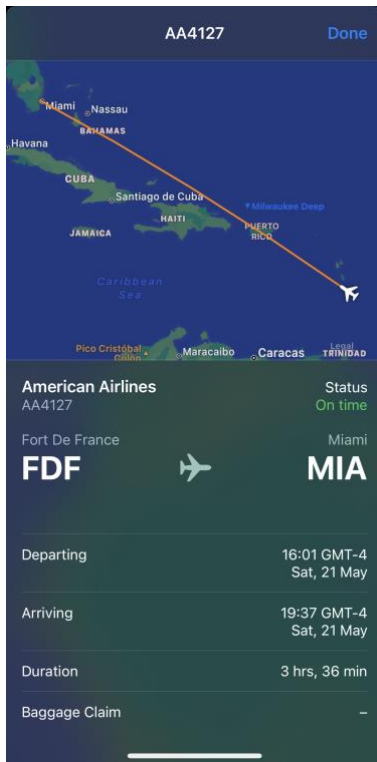 AA4127
Done
Miami
Nassau
BAHAMAS
Havana
CUBA
Santiago de Cuba
Milwaukee Deep
HAITI
PUERTO
RICO
JAMAICA
Caribbean
Sea
Pico Cristóbal
Colón
Maracaibo
Caracas
Legal
TRINIDAD
American Airlines
Status
AA4127
On time
Fort De France
Miami
FDF
MIA
Departing
16:01 GMT-4
Sat, 21 May
Arriving
19:37 GMT-4
Sat, 21 May
Duration
3 hrs, 36 min
Baggage Claim
–